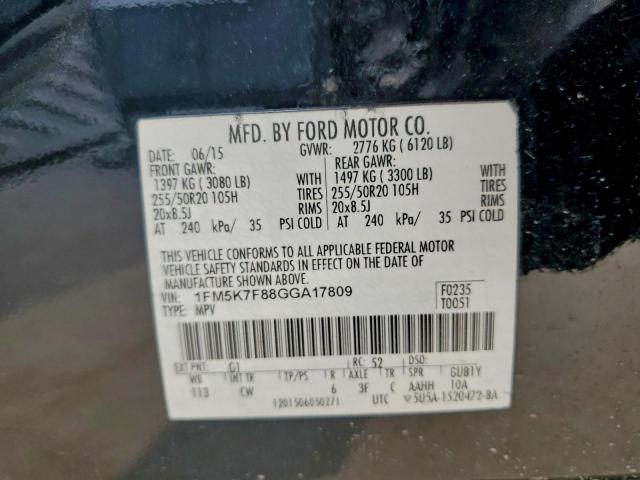 MFD. BY FORD MOTOR CO.
DATE: 06/15 GVWR: 2776 KG ( 6120 LB)
FRONT GAWR: REAR GAWR:
1397 KG ( 3080 LB) WITH 1497 KG ( 3300 LB) WITH
255/50R20 105H TIRES 255/50R20 105H TIRES
20x8.5J RIMS 20x8.5J RIMS
AT 240 kPa/ 35 PSI COLD AT 240 kPa/ 35 PSI COLD
THIS VEHICLE CONFORMS TO ALL APPLICABLE FEDERAL MOTOR
VEHICLE SAFETY STANDARDS IN EFFECT ON THE DATE OF
MANUFACTURE SHOWN ABOVE.
VIN: 1FM5K7F88GGA17809 F0235
TYPE: MPV T0051
EXT PNT: G1 RC: 52 DSO:
WB INT TR TP/PS R AXLE TR SPR GUB1Y
113 CW 6 3F C AAHH 10A
1201506050271 UTC 5U5A-1520472-BA